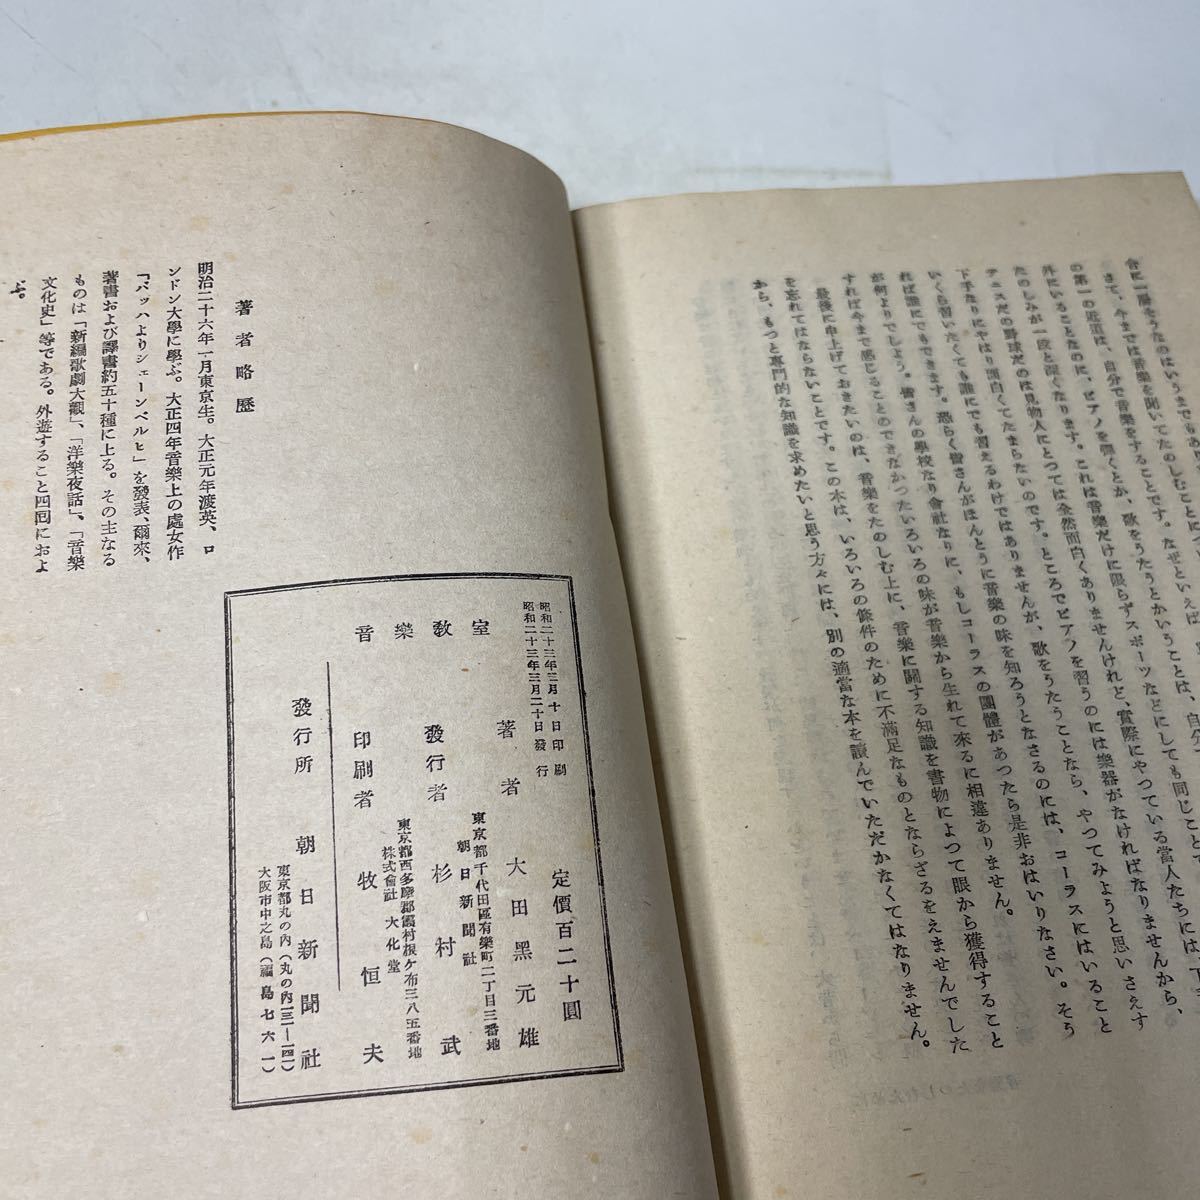 さて、今までは音樂を聞いてたのしむことにつ
の第一の近道は、自分で音樂をすることです。なぜといえば、
外にいることなのに、ピアノを彈くとか、歌をうたうとかいうことは、自分
たのしみが一段と深くなります。これは音樂だけに限らずスポーツなどにしても同じことで、
テニスだの野球だのは見物人にとつては全然面白くありませんけれど、實際にやつている當人たちには、下手
下手なりにやはり面白くてたまらないのです。ところでピアノを習うのには樂器がなければなりませんから、
いくら習いたくても誰にでも習えるわけではありませんが、歌をうたうことなら、やつてみようと思いさえす
れば誰にでもできます。恐らく皆さんがほんとうに音樂の味を知ろうとなさるのには、コーラスにはいること
が何よりでしよう。皆さんの學校なり會社なりに、もしコーラスの團體があつたら是非おはいりなさい。そう
すれば今まで感じることのできなかつたいろいろの味が音樂から生れて來るに相違ありません。
最後に申上げておきたいのは、音樂をたのしむ上に、音樂に關する知識を書物によつて眼から獲得すること
を忘れてはならないことです。この本は、いろいろの條件のために不滿足なものとならざるをえませんでした
から、もつと專門的な知識を求めたいと思う方々には、別の適當な本を讀んでいただかなくてはなりません。
著者略歷
明治二十六年一月東京生。大正元年渡英、ロ
ンドン大學に學ぶ。大正四年音樂上の處女作
「バッハよりシェーンベルヒ」を發表、爾來、
著書および譯書約五十種に上る。その主なる
ものは「新編歌劇大觀」、「洋樂夜話」、「音樂
文化史」等である。外遊すること四囘におよ
ぶ。
定價百二十圓
昭和二十三年三月十日印刷
昭和二十三年三月二十日發行
音樂教室
著者 大田黑元雄
東京都千代田區有樂町二丁目三番地
朝日新聞社
發行者 杉村武
東京都西多摩郡霞村根ケ布三八五番地
株式會社 大化堂
印刷者 牧恒夫
發行所 朝日新聞社
東京都丸の內（丸の內一三一―一四一）
大阪市中之島（福島七六一）